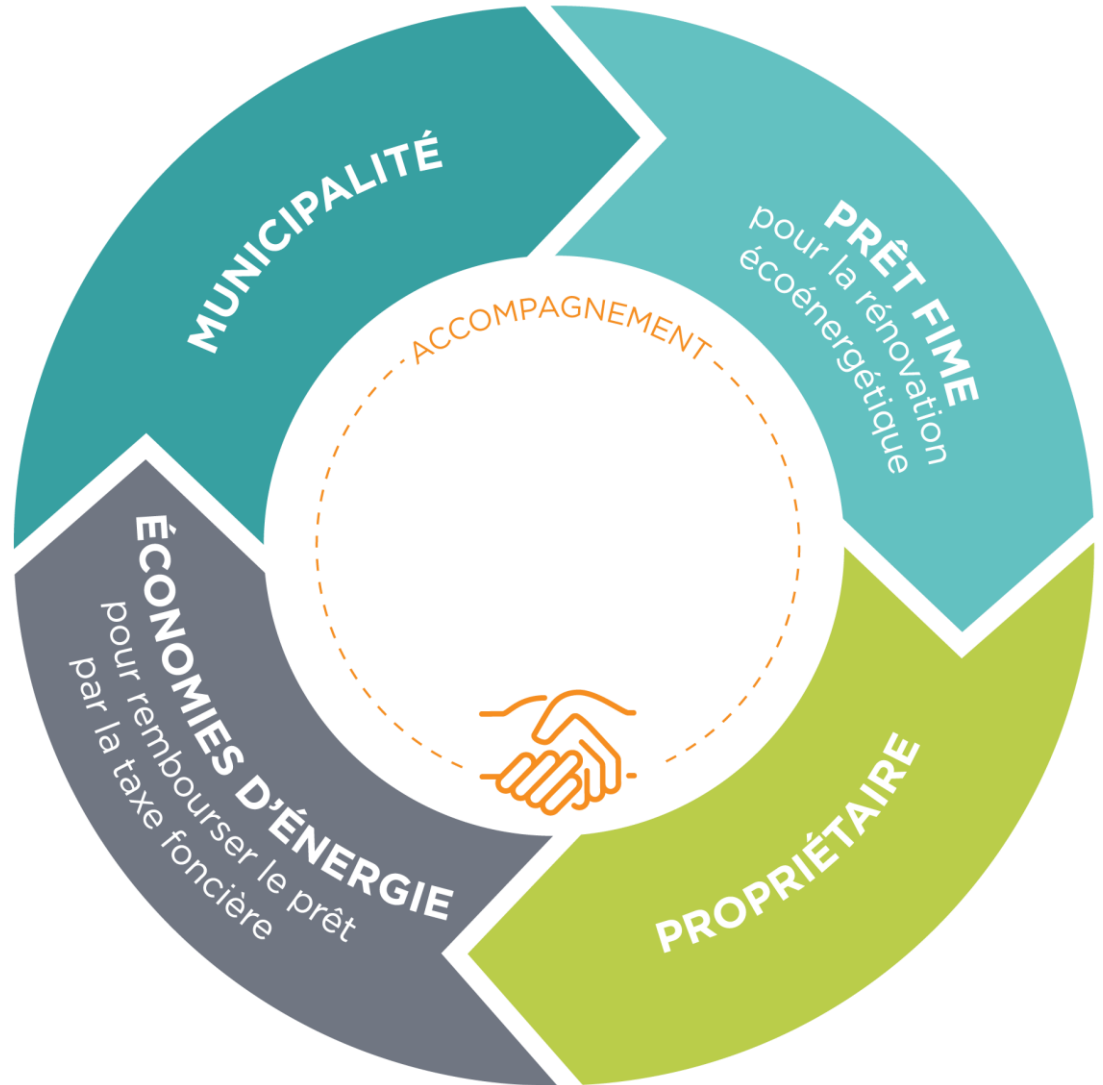 MUNICIPALITÉ
PRÊT FIME
pour la rénovation
écoénergétique
ACCOMPAGNEMENT
PROPRIÉTAIRE
ÉCONOMIES D'ÉNERGIE
pour rembourser le prêt
par la taxe foncière